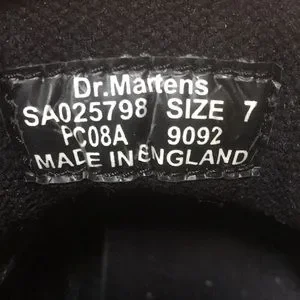 Dr.Martens
SA025798 SIZE 7
PC08A 9092
MADE IN ENGLAND